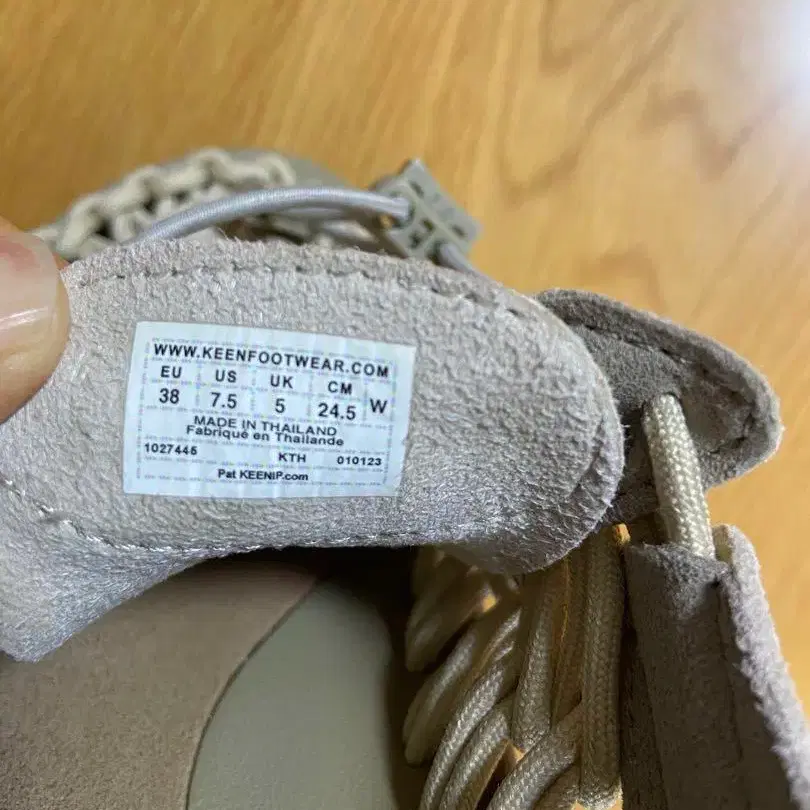 WWW.KEENFOOTWEAR.COM
EU US UK CM
38 7.5 5 24.5 W
MADE IN THAILAND
Fabriqué en Thaïlande
1027446 KTH 010123
Pat KEENIP.com